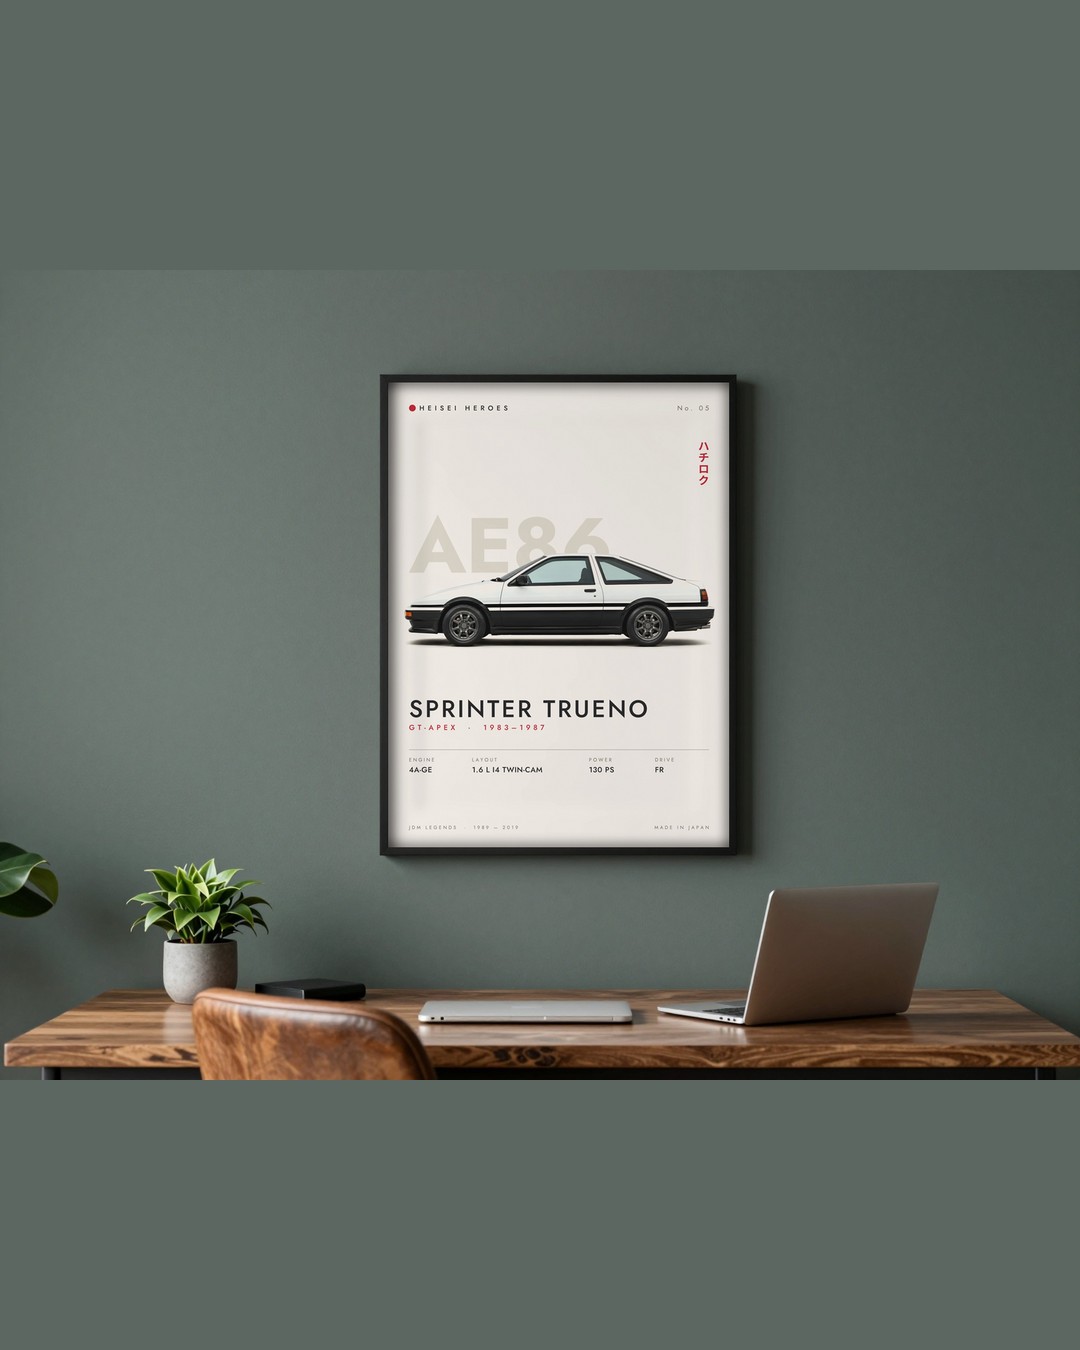 HEISEI HEROES
No. 05
ハチロク
AE86
SPRINTER TRUENO
GT-APEX · 1983–1987
ENGINE LAYOUT POWER DRIVE
4A-GE 1.6 L I4 TWIN-CAM 130 PS FR
JDM LEGENDS · 1989 — 2019
MADE IN JAPAN